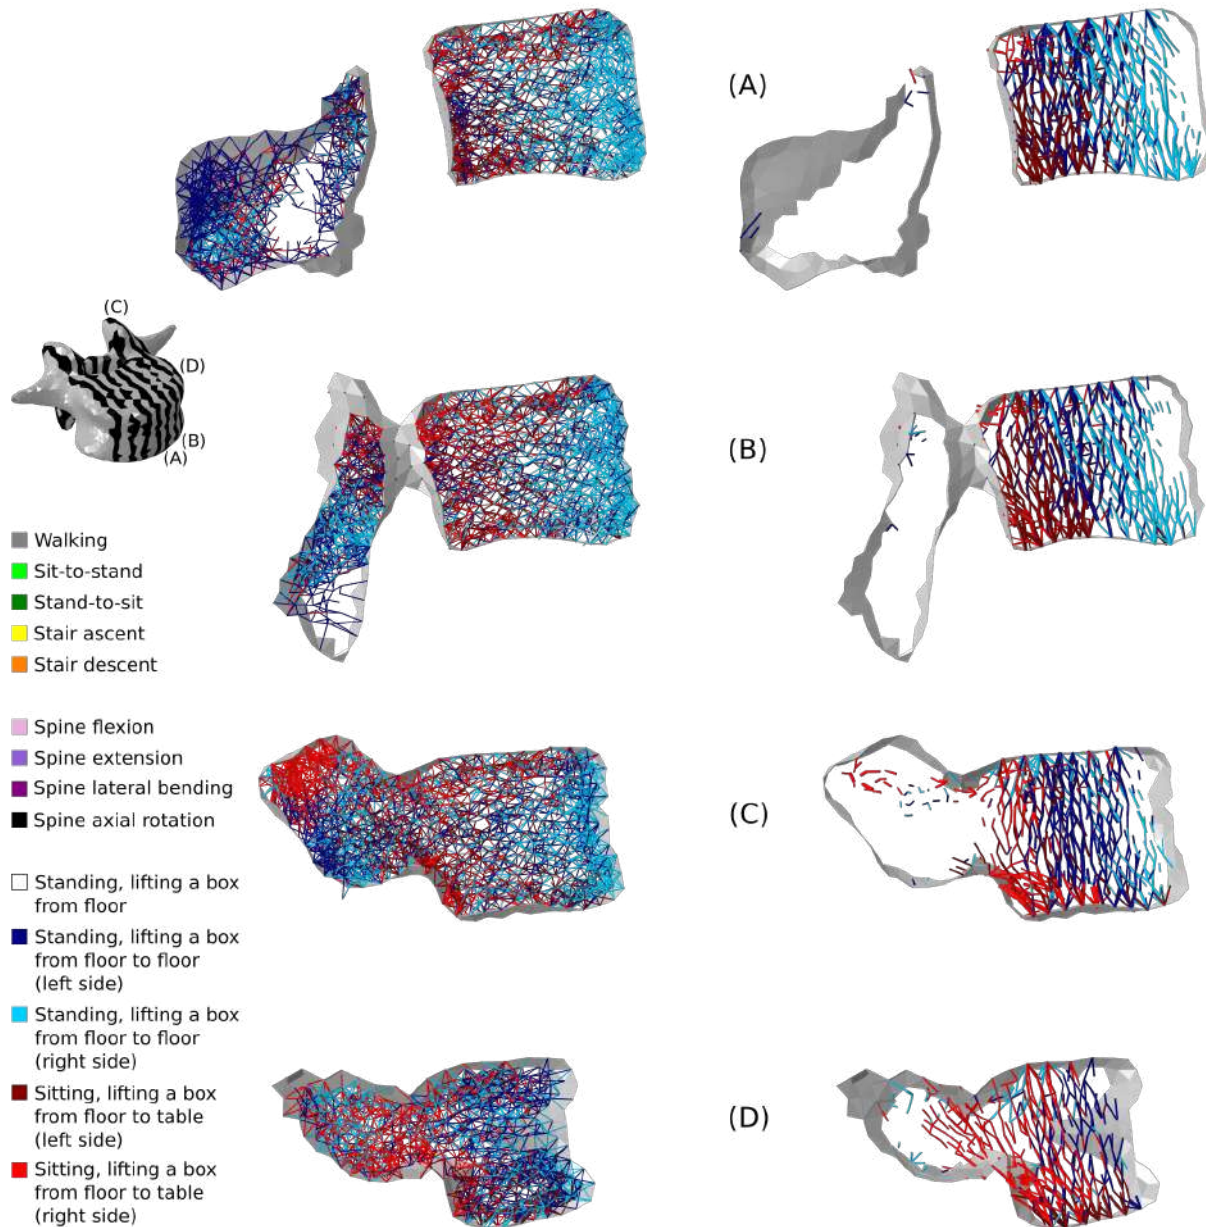 (A)
(C)
(D)
(B)
(A)
(B)
Walking
Sit-to-stand
Stand-to-sit
Stair ascent
Stair descent
Spine flexion
Spine extension
Spine lateral bending
Spine axial rotation
(C)
Standing, lifting a box
from floor
Standing, lifting a box
from floor to floor
(left side)
Standing, lifting a box
from floor to floor
(right side)
Sitting, lifting a box
from floor to table
(left side)
(D)
Sitting, lifting a box
from floor to table
(right side)